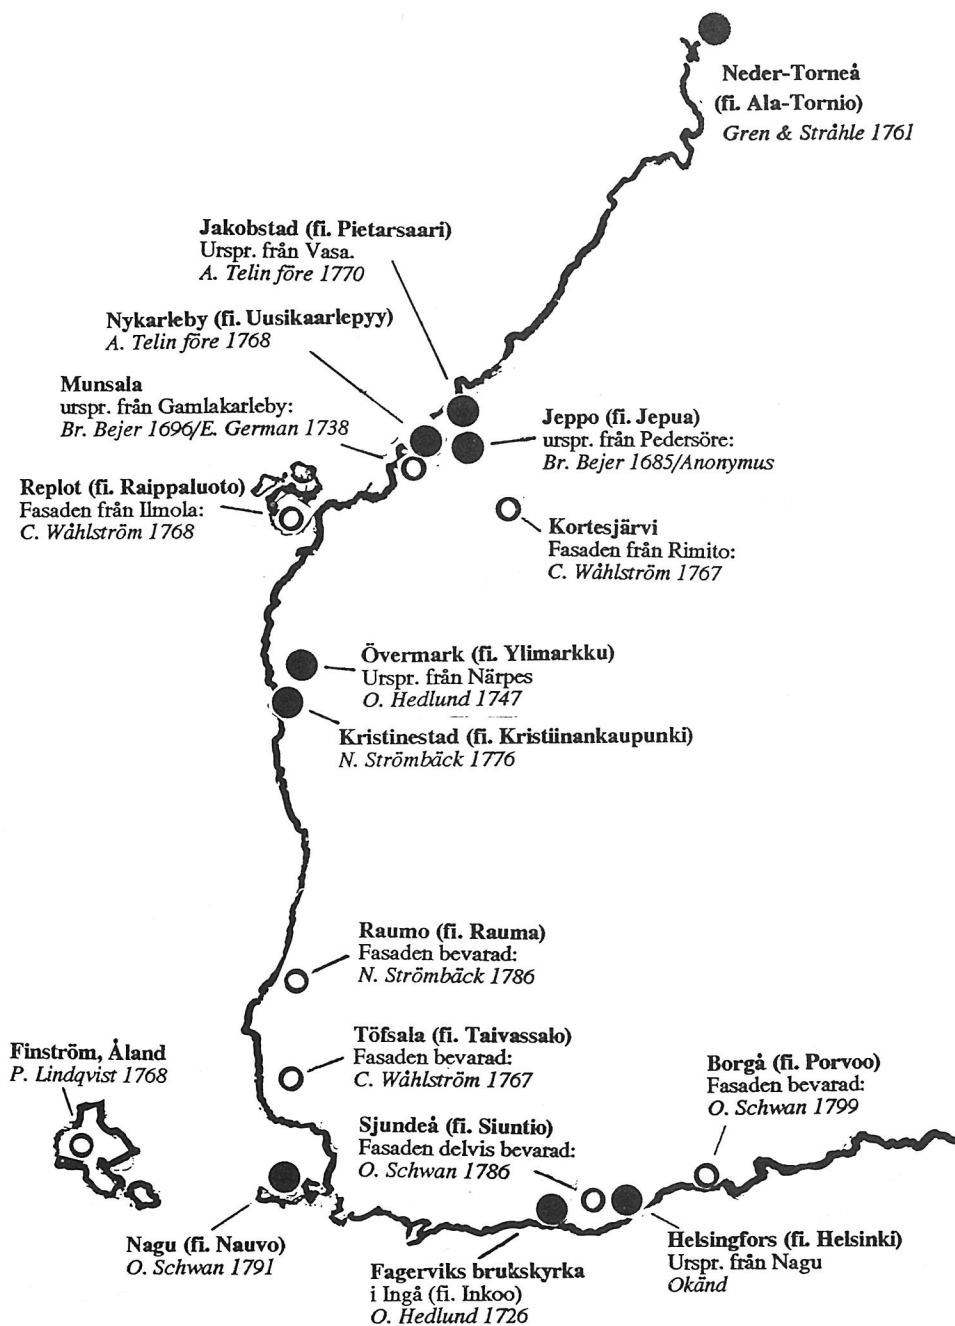 Neder-Torneå
(fi. Ala-Tornio)
Gren & Stråhle 1761
Jakobstad (fi. Pietarsaari)
Urspr. från Vasa.
A. Telin före 1770
Nykarleby (fi. Uusikaarlepyy)
A. Telin före 1768
Munsala
urspr. från Gamlakarleby:
Br. Bejer 1696/E. German 1738
Jeppo (fi. Jepua)
urspr. från Pedersöre:
Br. Bejer 1685/Anonymus
Replot (fi. Raippaluoto)
Fasaden från Ilmola:
C. Wåhlström 1768
Kortesjärvi
Fasaden från Rimito:
C. Wåhlström 1767
Övermark (fi. Ylimarkku)
Urspr. från Närpes
O. Hedlund 1747
Kristinestad (fi. Kristiinankaupunki)
N. Strömbäck 1776
Raumo (fi. Rauma)
Fasaden bevarad:
N. Strömbäck 1786
Töfsala (fi. Taivassalo)
Fasaden bevarad:
C. Wåhlström 1767
Finström, Åland
P. Lindqvist 1768
Borgå (fi. Porvoo)
Fasaden bevarad:
O. Schwan 1799
Sjundeå (fi. Siuntio)
Fasaden delvis bevarad:
O. Schwan 1786
Nagu (fi. Nauvo)
O. Schwan 1791
Fagerviks brukskyrka
i Ingå (fi. Inkoo)
O. Hedlund 1726
Helsingfors (fi. Helsinki)
Urspr. från Nagu
Okänd